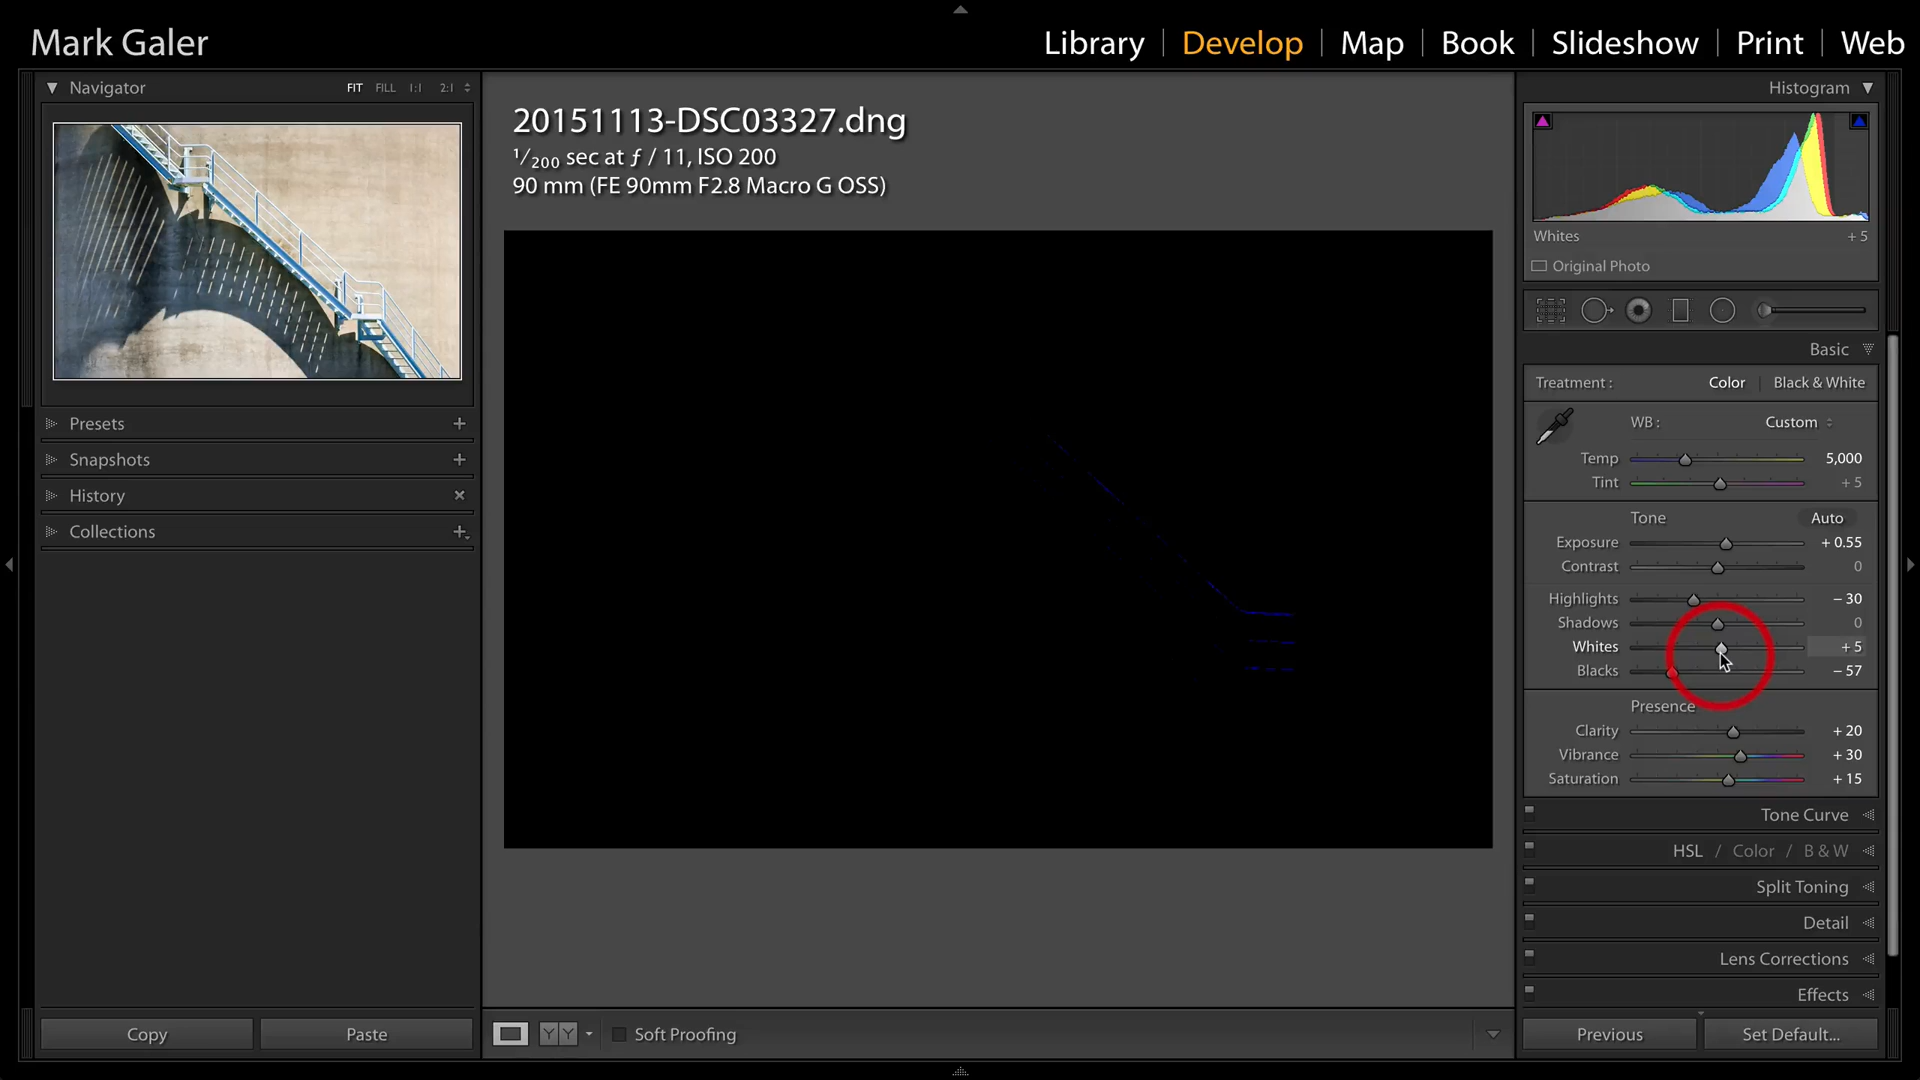 Mark Galer
Library | Develop | Map | Book | Slideshow | Print | Web
Navigator FIT FILL 1:1 2:1
Presets
Snapshots
History
Collections
Copy Paste
20151113-DSC03327.dng
1/200 sec at ƒ / 11, ISO 200
90 mm (FE 90mm F2.8 Macro G OSS)
YY Soft Proofing
Histogram
Whites + 5
Original Photo
Basic
Treatment : Color | Black & White
WB : Custom
Temp 5,000
Tint + 5
Tone Auto
Exposure + 0.55
Contrast 0
Highlights – 30
Shadows 0
Whites + 5
Blacks – 57
Presence
Clarity + 20
Vibrance + 30
Saturation + 15
Tone Curve
HSL / Color / B & W
Split Toning
Detail
Lens Corrections
Effects
Previous Set Default...